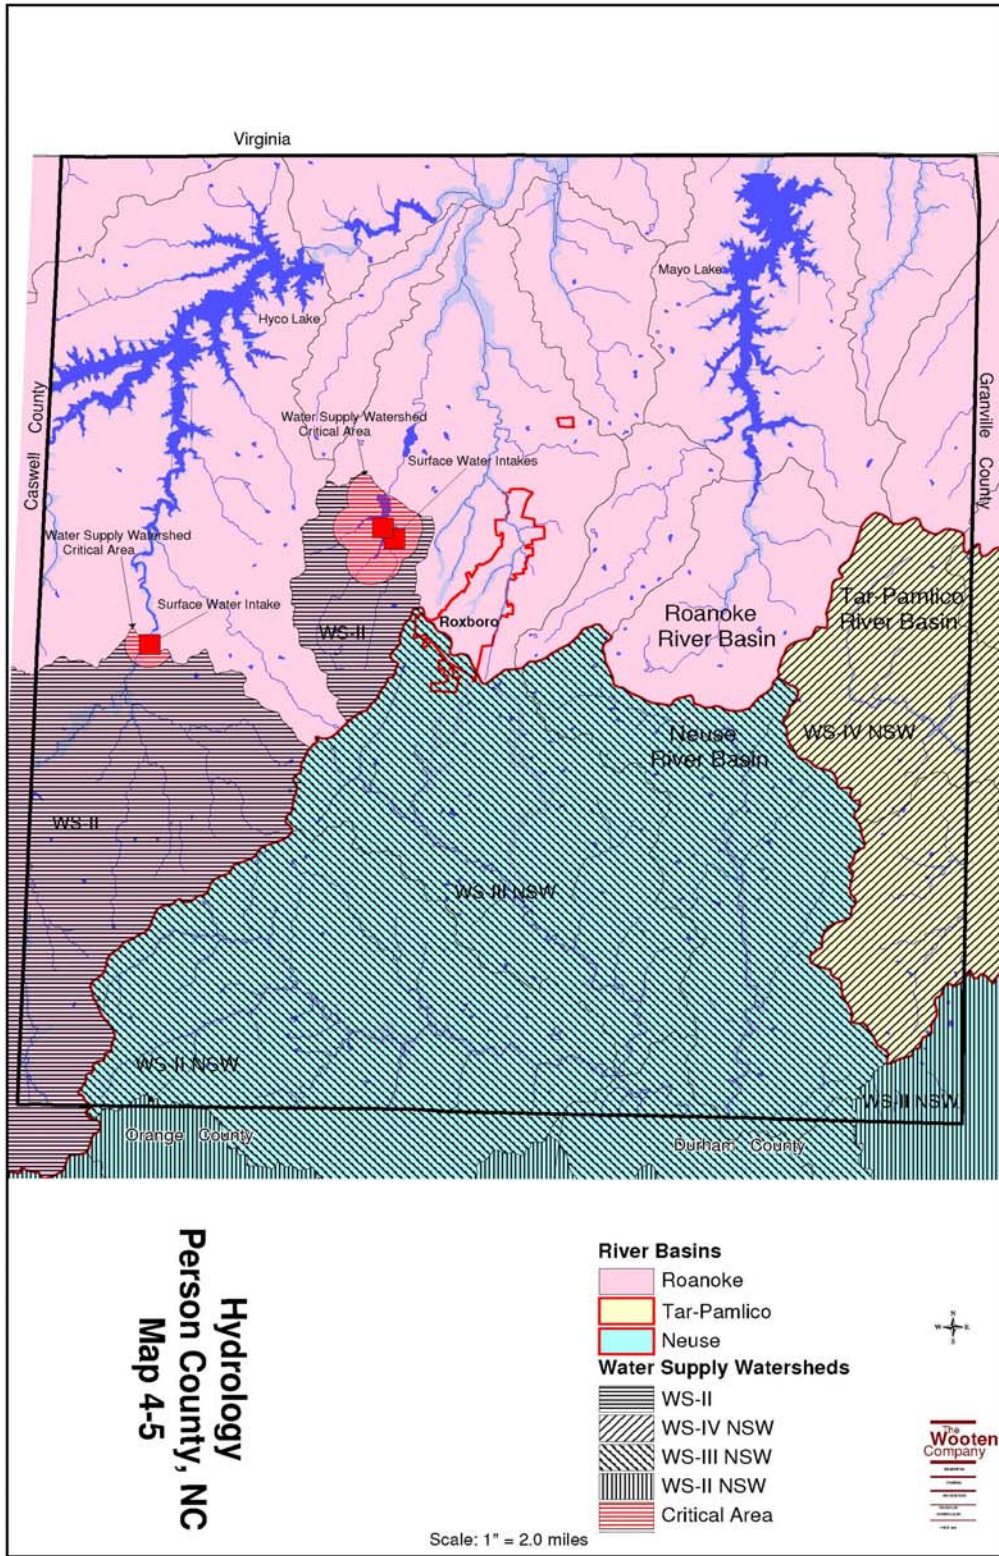 Virginia
Mayo Lake
Hyco Lake
Caswell County
Granville County
Water Supply Watershed
Critical Area
Surface Water Intakes
Water Supply Watershed
Critical Area
Surface Water Intake
Roxboro
WS-II
Roanoke
River Basin
Tar-Pamlico
River Basin
Neuse
River Basin
WS-IV NSW
WS-II
WS-III NSW
WS-II NSW
WS-II NSW
Orange County
Durham County
Hydrology
Person County, NC
Map 4-5
River Basins
Roanoke
Tar-Pamlico
Neuse
Water Supply Watersheds
WS-II
WS-IV NSW
WS-III NSW
WS-II NSW
Critical Area
N
W E
S
The
Wooten
Company
Scale: 1" = 2.0 miles